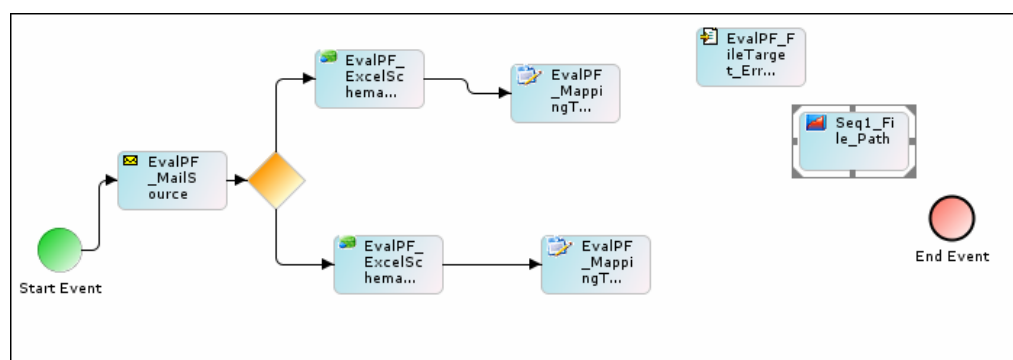 EvalPF_F
ileTarge
t_Err...
EvalPF_
_ExcelSc
hema...
EvalPF
_Mappi
ngT...
Seq1_Fi
le_Path
EvalPF
_MailS
ource
Start Event
End Event
EvalPF_
ExcelSc
hema...
EvalPF
_Mappi
ngT...